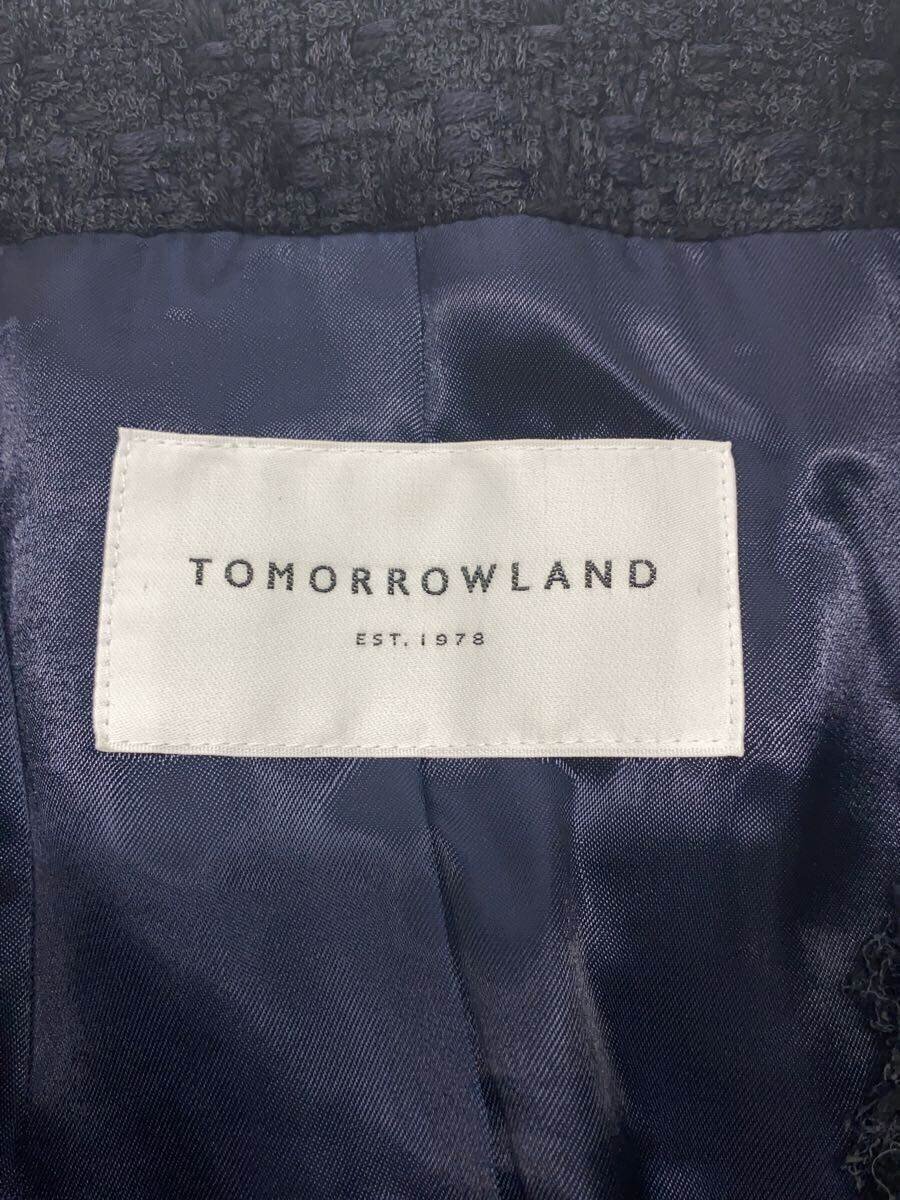 TOMORROWLAND
EST. 1978